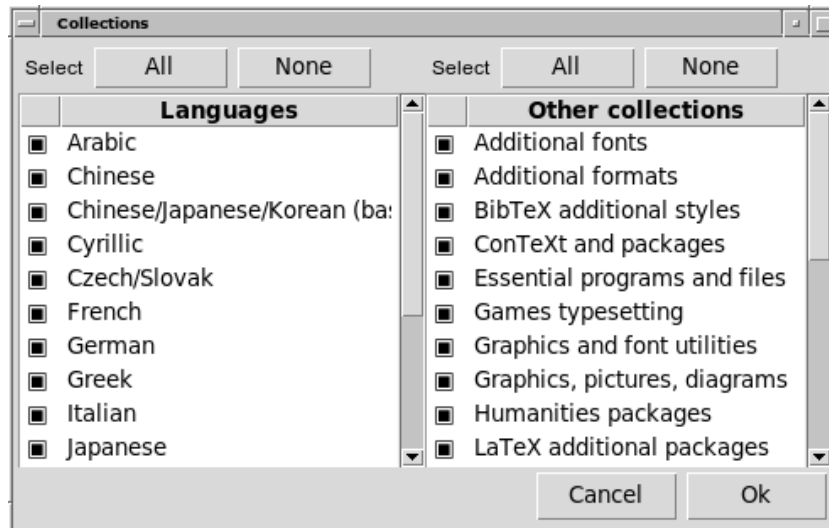 Collections
Select All None
Select All None
Languages
Arabic
Chinese
Chinese/Japanese/Korean (bas
Cyrillic
Czech/Slovak
French
German
Greek
Italian
Japanese
Other collections
Additional fonts
Additional formats
BibTeX additional styles
ConTeXt and packages
Essential programs and files
Games typesetting
Graphics and font utilities
Graphics, pictures, diagrams
Humanities packages
LaTeX additional packages
Cancel Ok